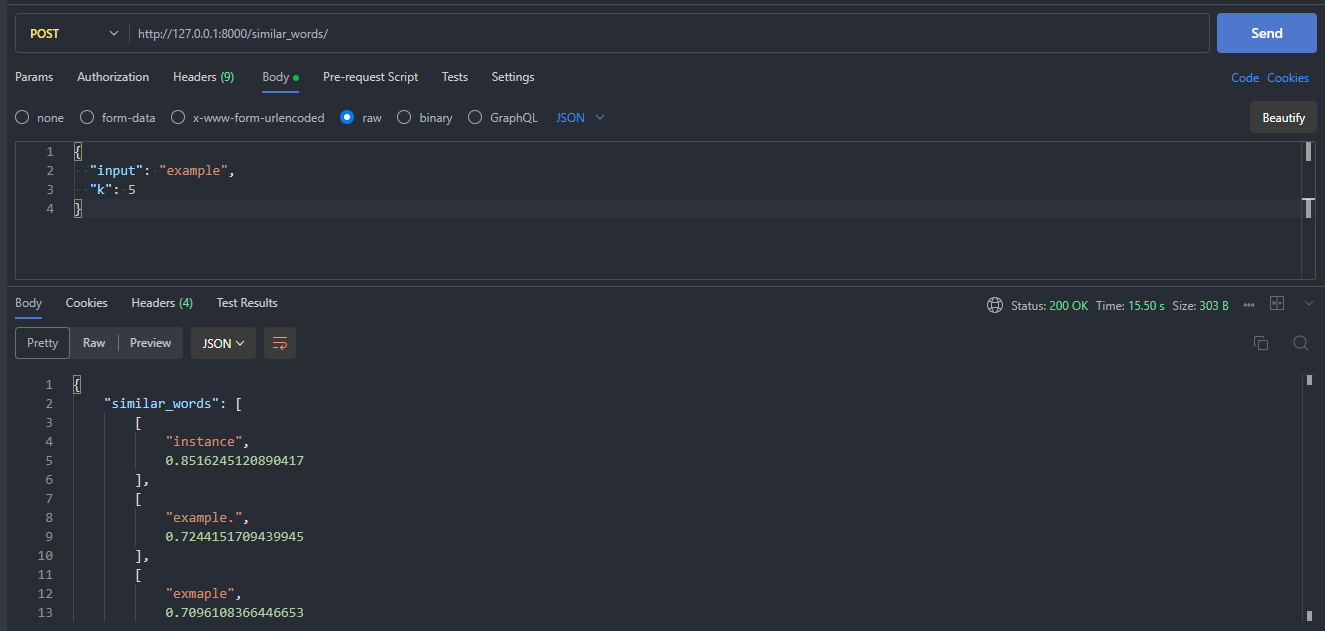 POST http://127.0.0.1:8000/similar_words/ Send
Params Authorization Headers (9) Body Pre-request Script Tests Settings Code Cookies
none form-data x-www-form-urlencoded raw binary GraphQL JSON Beautify
1 {
2 "input": "example",
3 "k": 5
4 }
Body Cookies Headers (4) Test Results Status: 200 OK Time: 15.50 s Size: 303 B
Pretty Raw Preview JSON
1 {
2 "similar_words": [
3 [
4 "instance",
5 0.8516245120890417
6 ],
7 [
8 "example.",
9 0.7244151709439945
10 ],
11 [
12 "exmaple",
13 0.7096108366446653